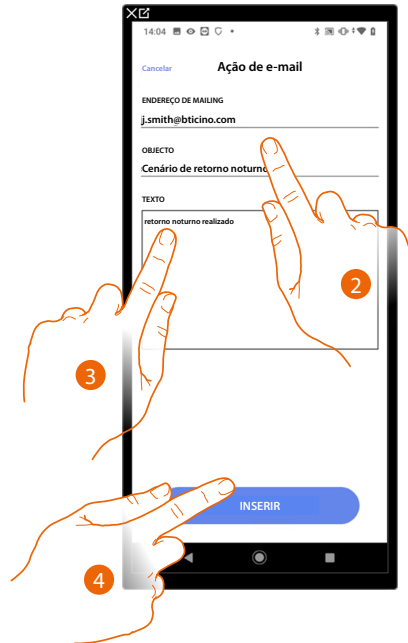 14:04
Cancelar
Ação de e-mail
ENDEREÇO DE MAILING
j.smith@bticino.com
OBJECTO
Cenário de retorno noturno
TEXTO
retorno noturno realizado
2
3
INSERIR
4